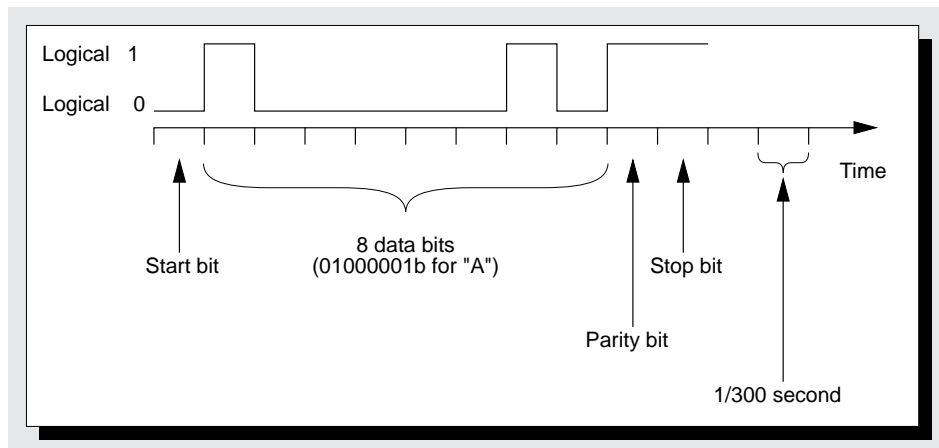 Logical 1
Logical 0
Time
8 data bits
(01000001b for "A")
Start bit
Stop bit
Parity bit
1/300 second